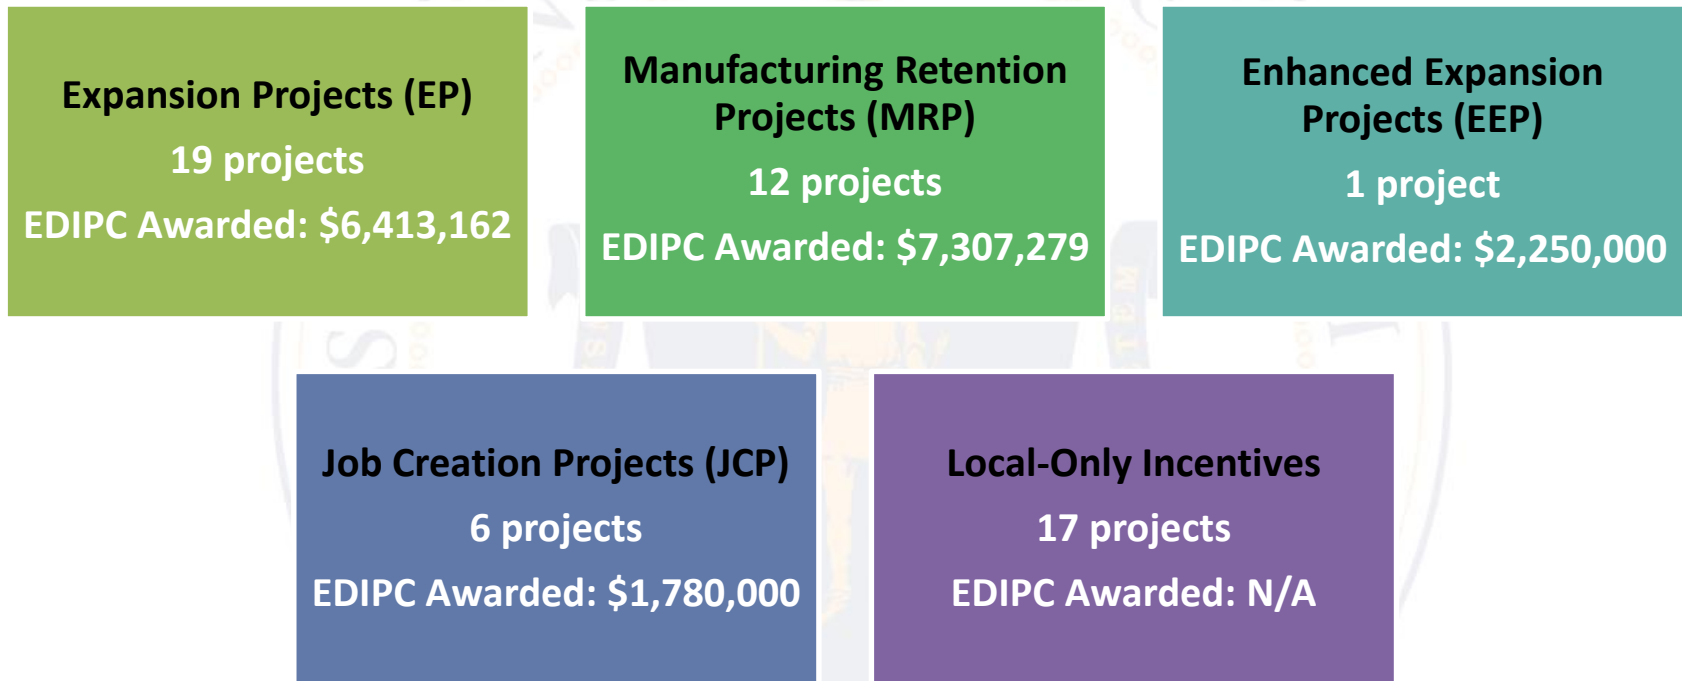 Expansion Projects (EP)
19 projects
EDIPC Awarded: $6,413,162
Manufacturing Retention
Projects (MRP)
12 projects
EDIPC Awarded: $7,307,279
Enhanced Expansion
Projects (EEP)
1 project
EDIPC Awarded: $2,250,000
Job Creation Projects (JCP)
6 projects
EDIPC Awarded: $1,780,000
Local-Only Incentives
17 projects
EDIPC Awarded: N/A